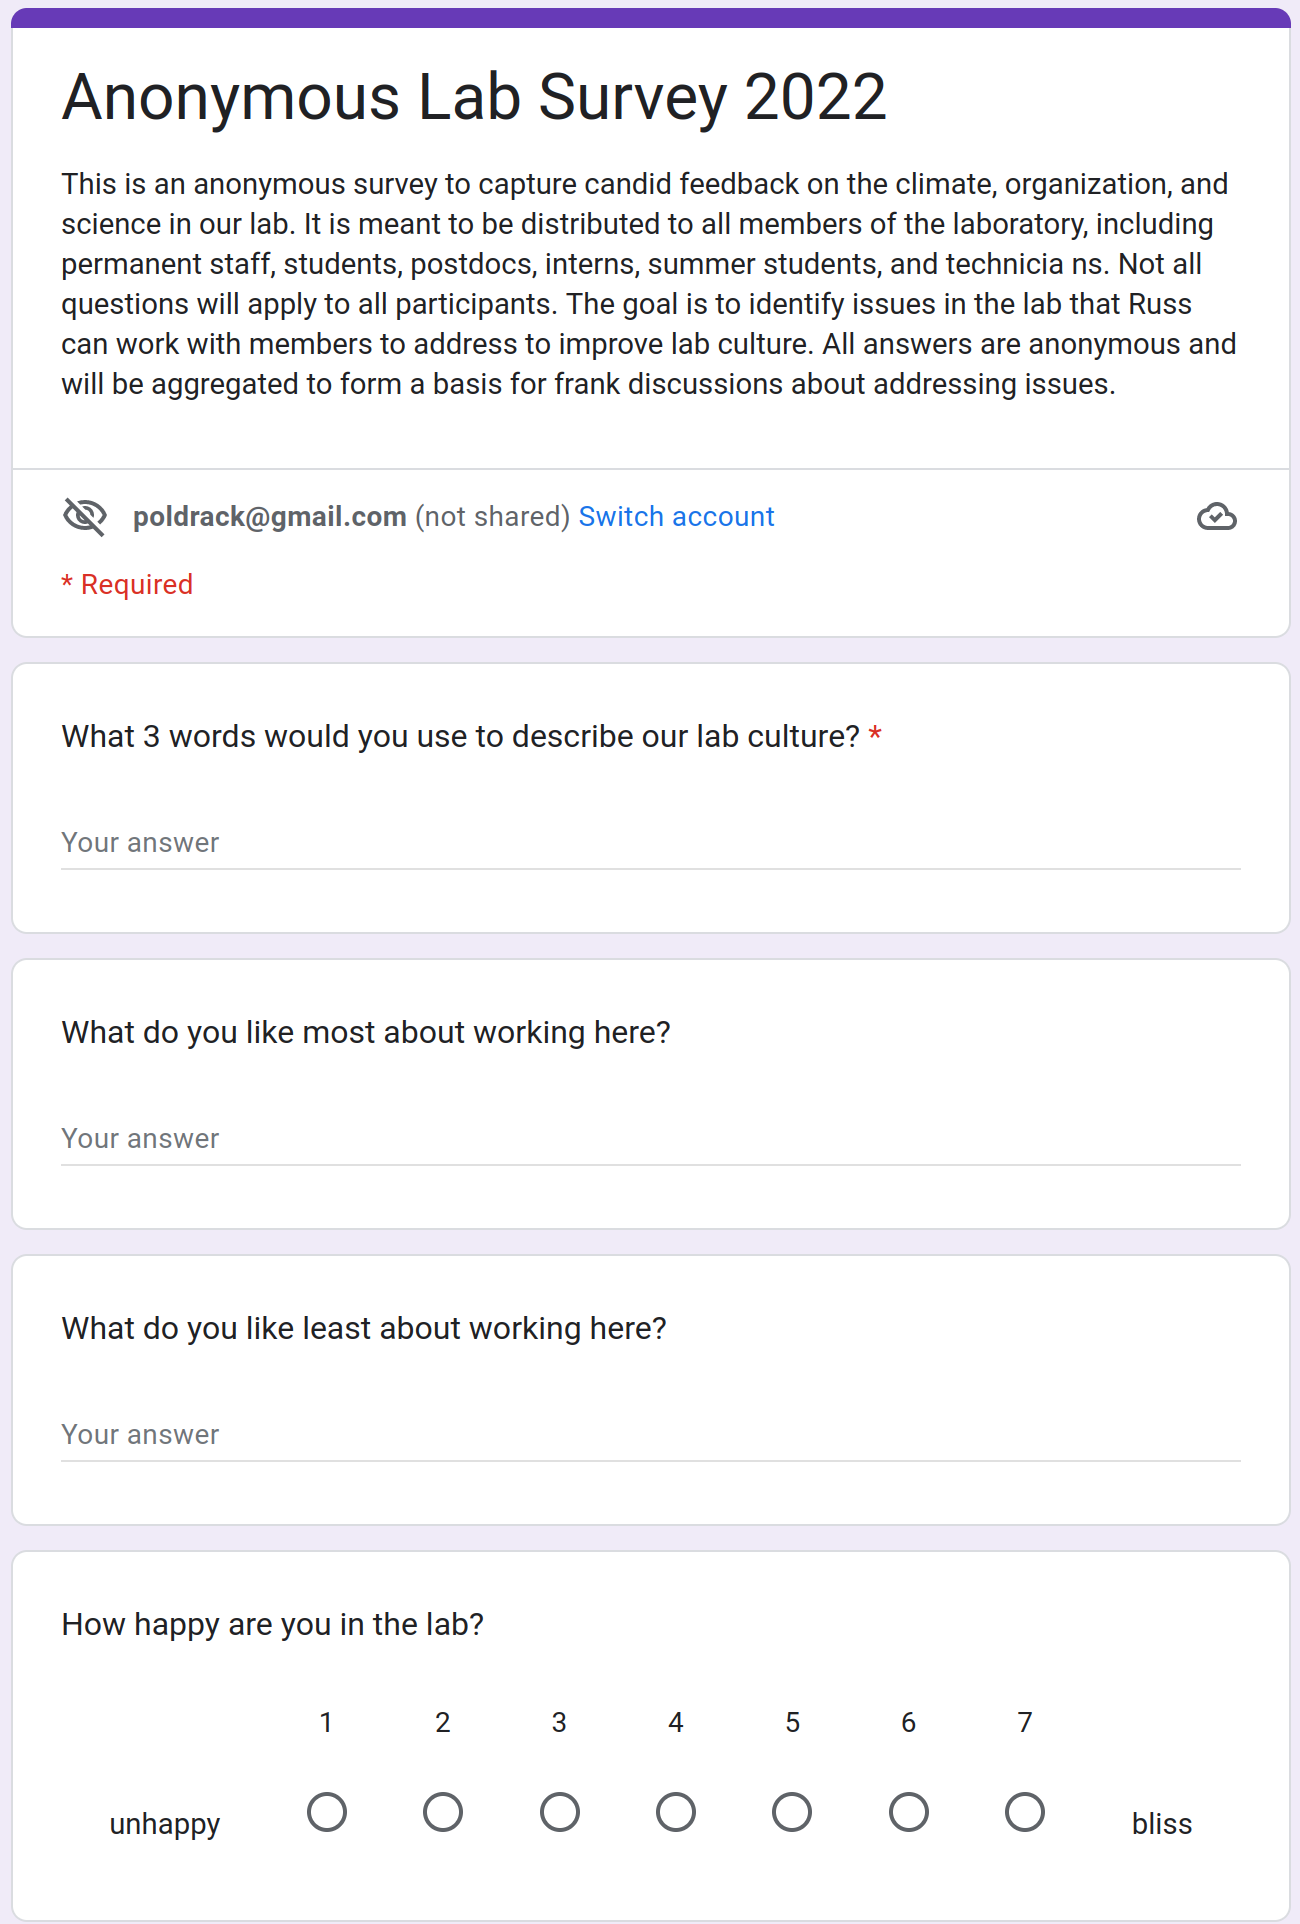 Anonymous Lab Survey 2022
This is an anonymous survey to capture candid feedback on the climate, organization, and
science in our lab. It is meant to be distributed to all members of the laboratory, including
permanent staff, students, postdocs, interns, summer students, and technicia ns. Not all
questions will apply to all participants. The goal is to identify issues in the lab that Russ
can work with members to address to improve lab culture. All answers are anonymous and
will be aggregated to form a basis for frank discussions about addressing issues.
poldrack@gmail.com (not shared) Switch account
* Required
What 3 words would you use to describe our lab culture? *
Your answer
What do you like most about working here?
Your answer
What do you like least about working here?
Your answer
How happy are you in the lab?
1 2 3 4 5 6 7
unhappy bliss